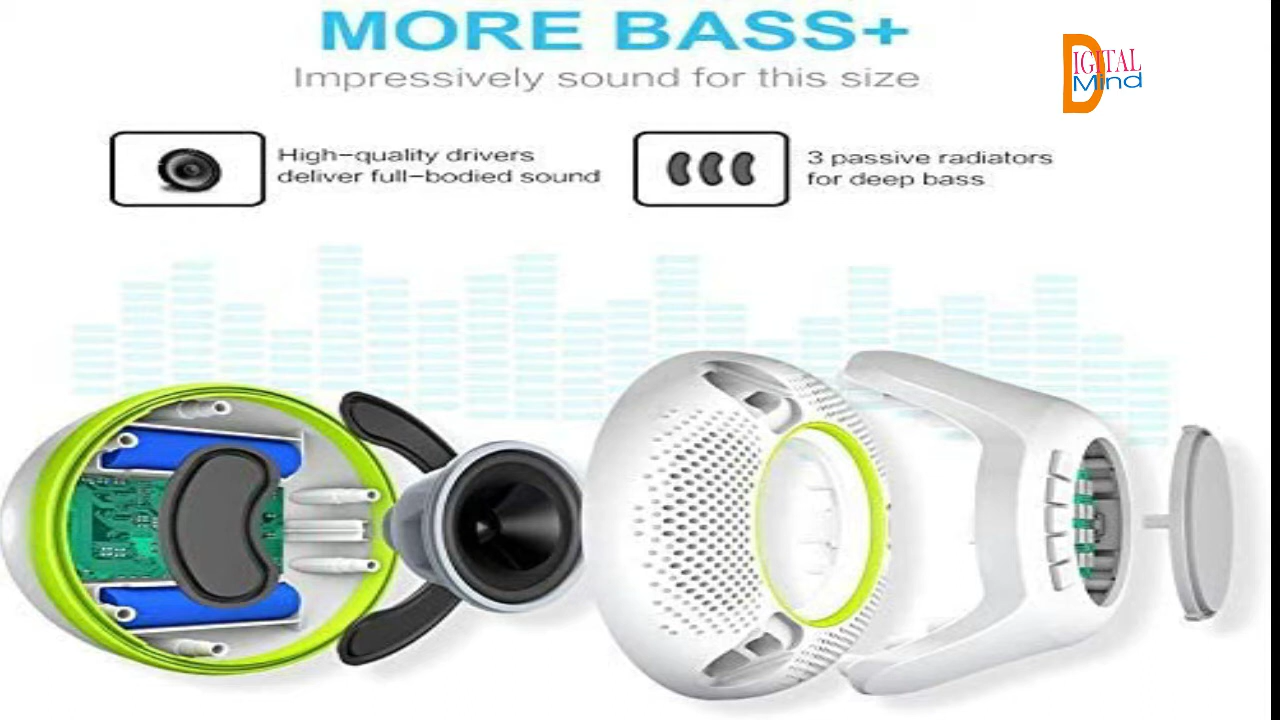 MORE BASS+
Impressively sound for this size
DIGITAL
Mind
High-quality drivers
deliver full-bodied sound
3 passive radiators
for deep bass